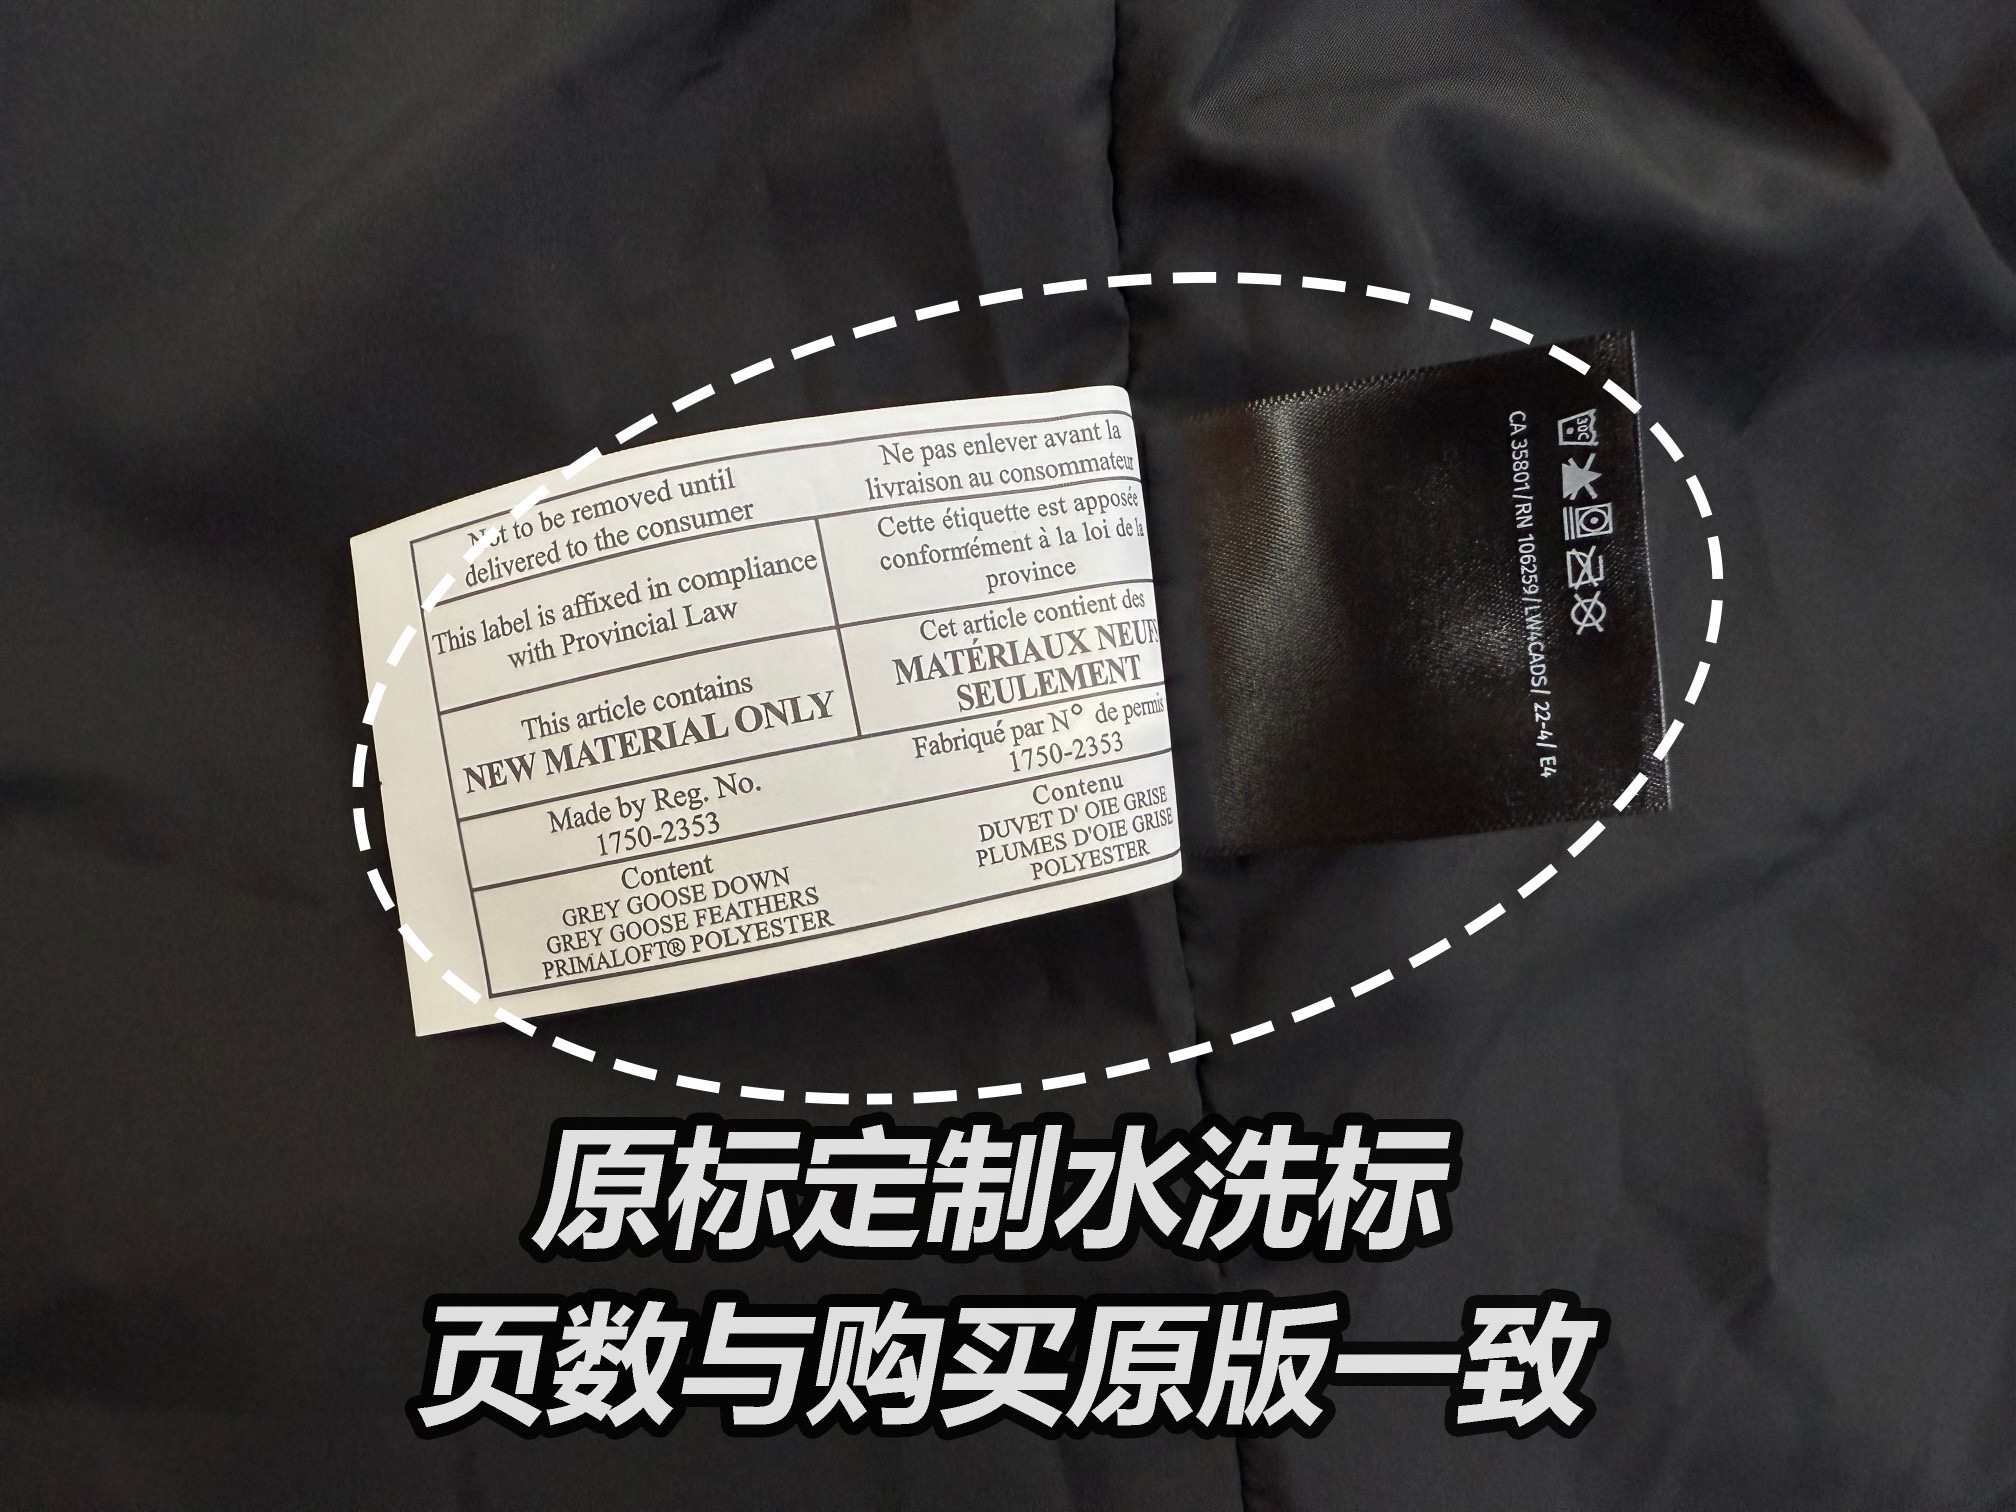 Not to be removed until
delivered to the consumer
Ne pas enlever avant la
livraison au consommateur
This label is affixed in compliance
with Provincial Law
Cette étiquette est apposée
conformément à la loi de la
province
This article contains
NEW MATERIAL ONLY
Cet article contient des
MATÉRIAUX NEUFS
SEULEMENT
Made by Reg. No.
1750-2353
Fabriqué par N° de permis
1750-2353
Content
GREY GOOSE DOWN
GREY GOOSE FEATHERS
PRIMALOFT® POLYESTER
Contenu
DUVET D' OIE GRISE
PLUMES D'OIE GRISE
POLYESTER
30C
CA 35801/RN 106259/LW4CADS/ 22-4/ E4
原标定制水洗标
页数与购买原版一致